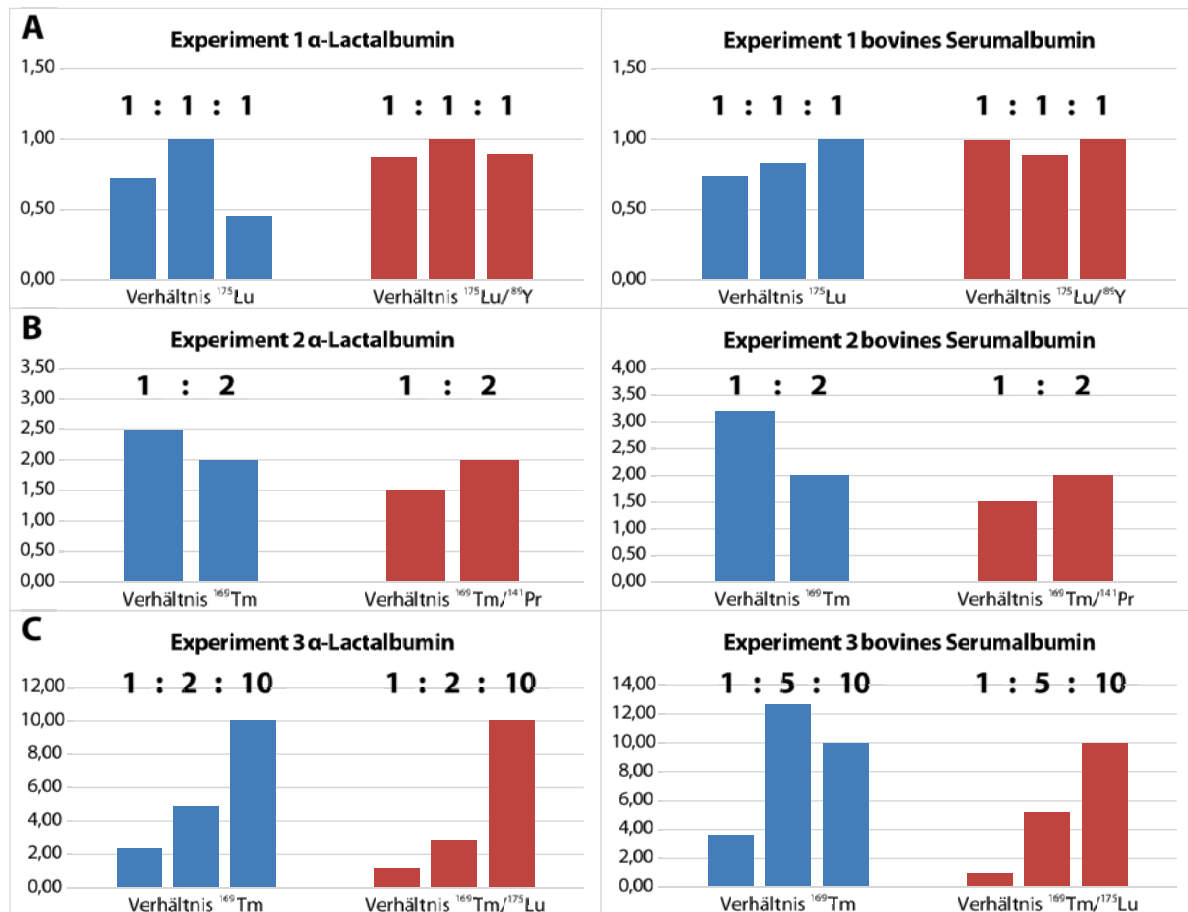 A
Experiment 1 α-Lactalbumin
1,50
1,00
0,50
0,00
1 : 1 : 1
1 : 1 : 1
Verhältnis ¹⁷⁵Lu
Verhältnis ¹⁷⁵Lu/⁸⁹Y
Experiment 1 bovines Serumalbumin
1,50
1,00
0,50
0,00
1 : 1 : 1
1 : 1 : 1
Verhältnis ¹⁷⁵Lu
Verhältnis ¹⁷⁵Lu/⁸⁹Y
B
Experiment 2 α-Lactalbumin
3,50
3,00
2,50
2,00
1,50
1,00
0,50
0,00
1 : 2
1 : 2
Verhältnis ¹⁶⁹Tm
Verhältnis ¹⁶⁹Tm/¹⁴¹Pr
Experiment 2 bovines Serumalbumin
4,00
3,50
3,00
2,50
2,00
1,50
1,00
0,50
0,00
1 : 2
1 : 2
Verhältnis ¹⁶⁹Tm
Verhältnis ¹⁶⁹Tm/¹⁴¹Pr
C
Experiment 3 α-Lactalbumin
12,00
10,00
8,00
6,00
4,00
2,00
0,00
1 : 2 : 10
1 : 2 : 10
Verhältnis ¹⁶⁹Tm
Verhältnis ¹⁶⁹Tm/¹⁷⁵Lu
Experiment 3 bovines Serumalbumin
14,00
12,00
10,00
8,00
6,00
4,00
2,00
0,00
1 : 5 : 10
1 : 5 : 10
Verhältnis ¹⁶⁹Tm
Verhältnis ¹⁶⁹Tm/¹⁷⁵Lu